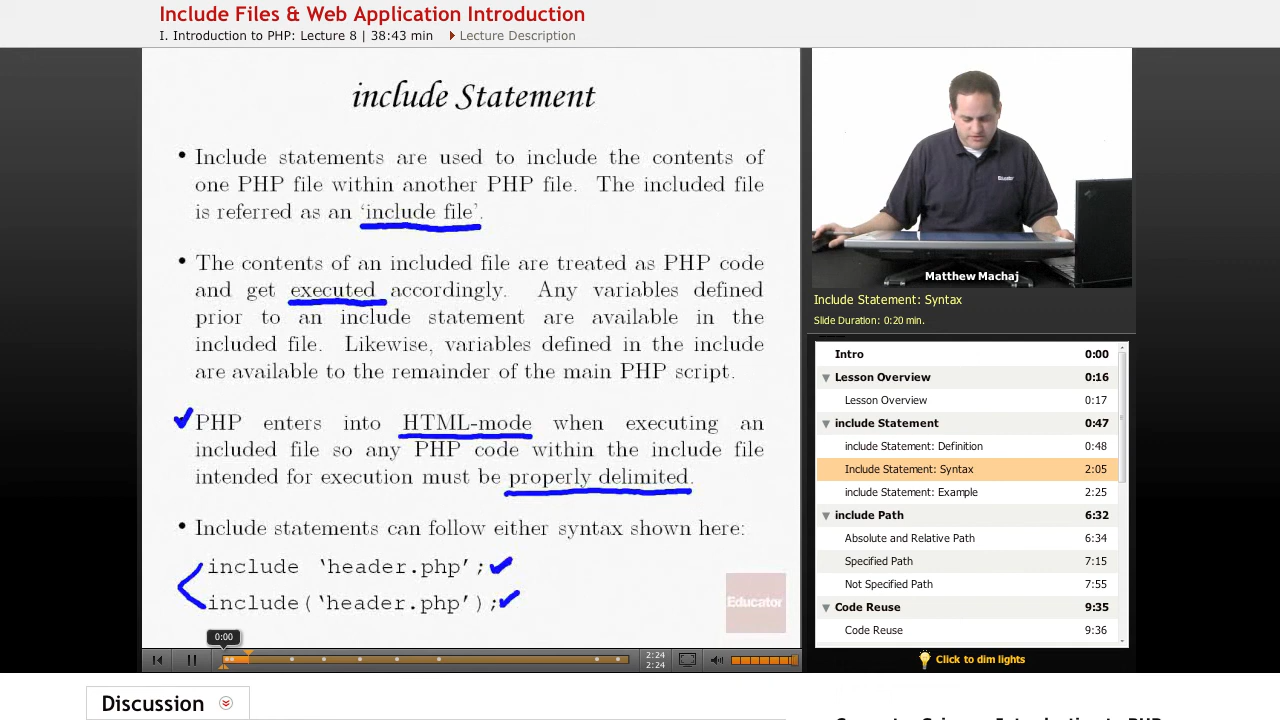 Include Files & Web Application Introduction
I. Introduction to PHP: Lecture 8 | 38:43 min Lecture Description
include Statement
• Include statements are used to include the contents of
one PHP file within another PHP file. The included file
is referred as an ‘include file’.
• The contents of an included file are treated as PHP code
and get executed accordingly. Any variables defined
prior to an include statement are available in the
included file. Likewise, variables defined in the include
are available to the remainder of the main PHP script.
PHP enters into HTML-mode when executing an
included file so any PHP code within the include file
intended for execution must be properly delimited.
• Include statements can follow either syntax shown here:
include ‘header.php’;
include(‘header.php’);
Educator
0:00
2:24
2:24
Matthew Machaj
Include Statement: Syntax
Slide Duration: 0:20 min.
Intro 0:00
Lesson Overview 0:16
Lesson Overview 0:17
include Statement 0:47
include Statement: Definition 0:48
Include Statement: Syntax 2:05
include Statement: Example 2:25
include Path 6:32
Absolute and Relative Path 6:34
Specified Path 7:15
Not Specified Path 7:55
Code Reuse 9:35
Code Reuse 9:36
Click to dim lights
Discussion